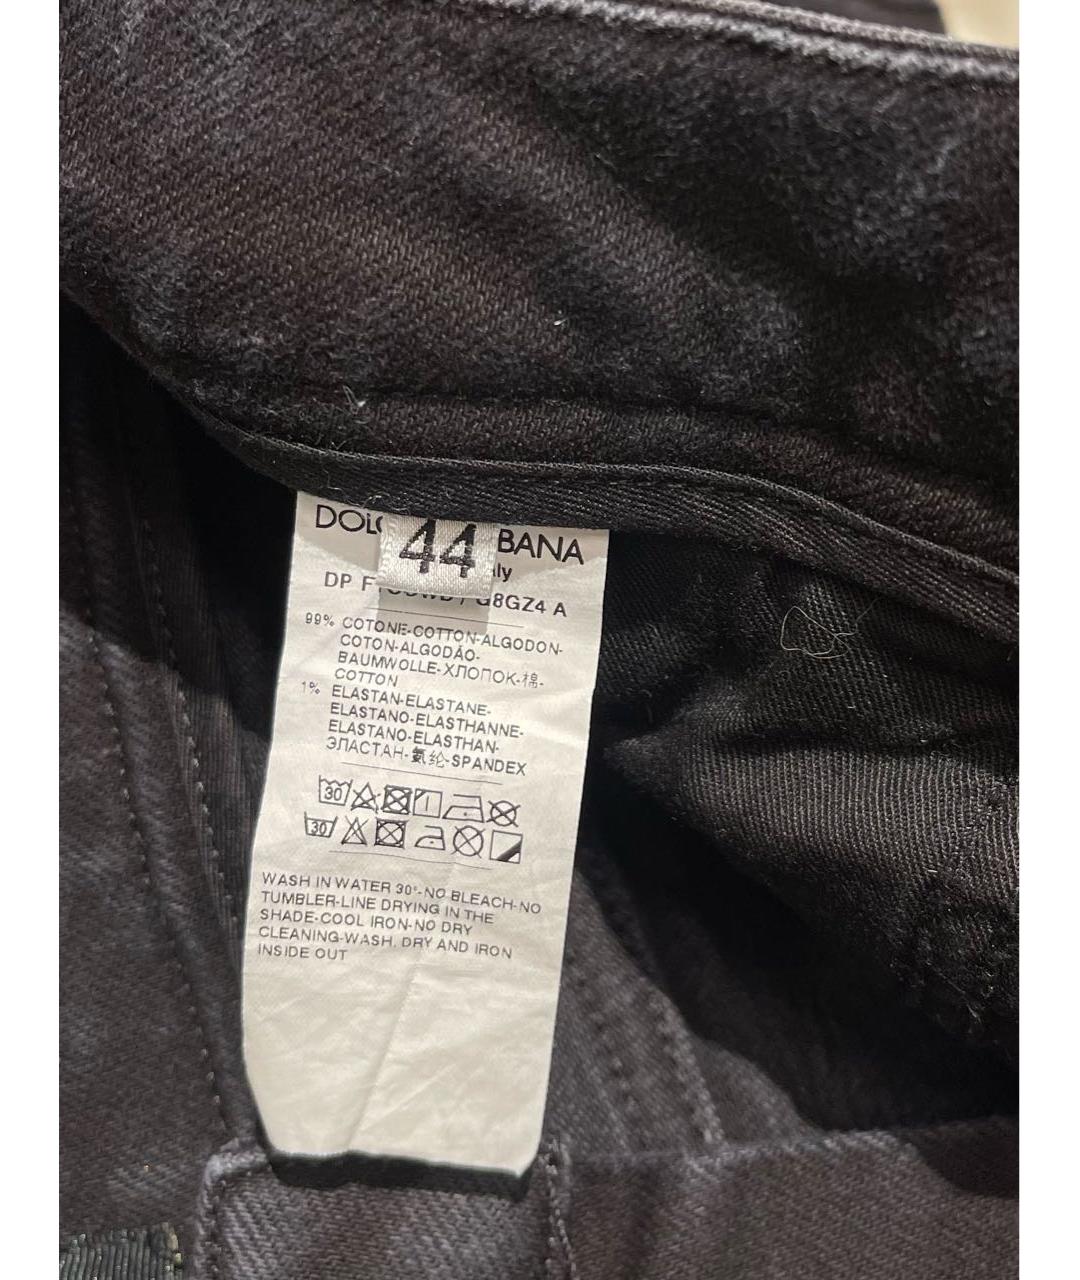 44
BANA
DP
G8GZ4 A
99% COTONE-COTTON-ALGODON-
COTON-ALGODÃO-
BAUMWOLLE-ХЛОПОК-棉-
COTTON
1% ELASTAN-ELASTANE-
ELASTANO-ELASTHANNE-
ELASTANO-ELASTHAN-
ЭЛАСТАН-氨纶-SPANDEX
30
30
WASH IN WATER 30°-NO BLEACH-NO
TUMBLER-LINE DRYING IN THE
SHADE-COOL IRON-NO DRY
CLEANING-WASH, DRY AND IRON
INSIDE OUT